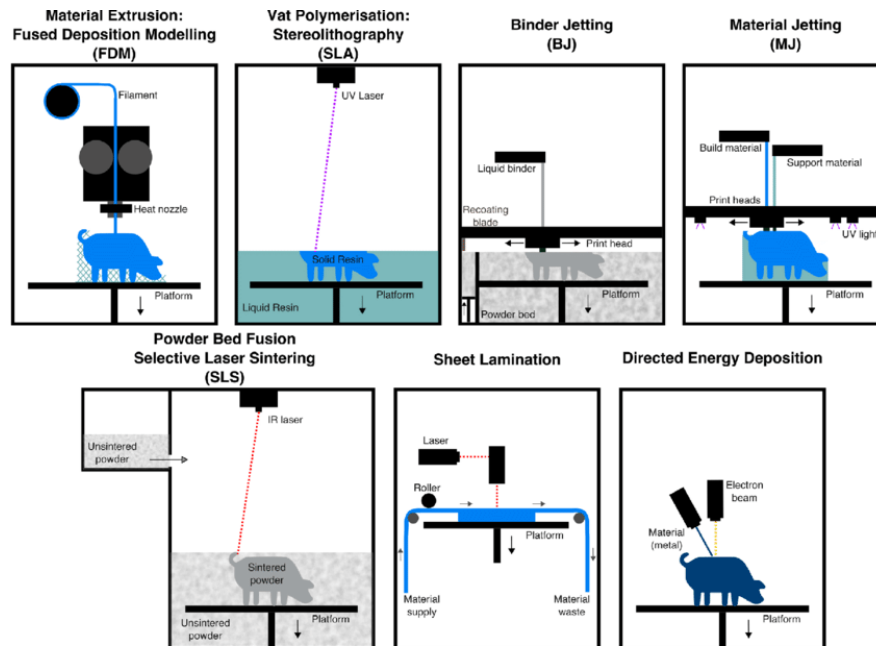 Material Extrusion:
Fused Deposition Modelling
(FDM)
Filament
Heat nozzle
Platform
Vat Polymerisation:
Stereolithography
(SLA)
UV Laser
Solid Resin
Platform
Liquid Resin
Binder Jetting
(BJ)
Liquid binder
Recoating
blade
Print head
Platform
Powder bed
Material Jetting
(MJ)
Build material
Support material
Print heads
UV light
Platform
Powder Bed Fusion
Selective Laser Sintering
(SLS)
IR laser
Unsintered
powder
Sintered
powder
Unsintered
powder
Platform
Sheet Lamination
Laser
Roller
Platform
Material
supply
Material
waste
Directed Energy Deposition
Electron
beam
Material
(metal)
Platform